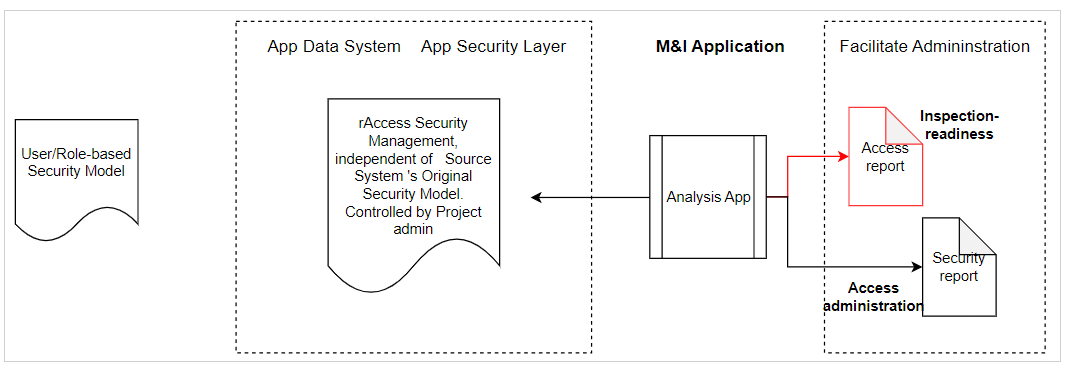 App Data System    App Security Layer
M&I Application
Facilitate Admininstration
User/Role-based
Security Model
rAccess Security
Management,
independent of   Source
System 's Original
Security Model.
Controlled by Project
admin
Analysis App
Inspection-
readiness
Access
report
Security
report
Access
administration